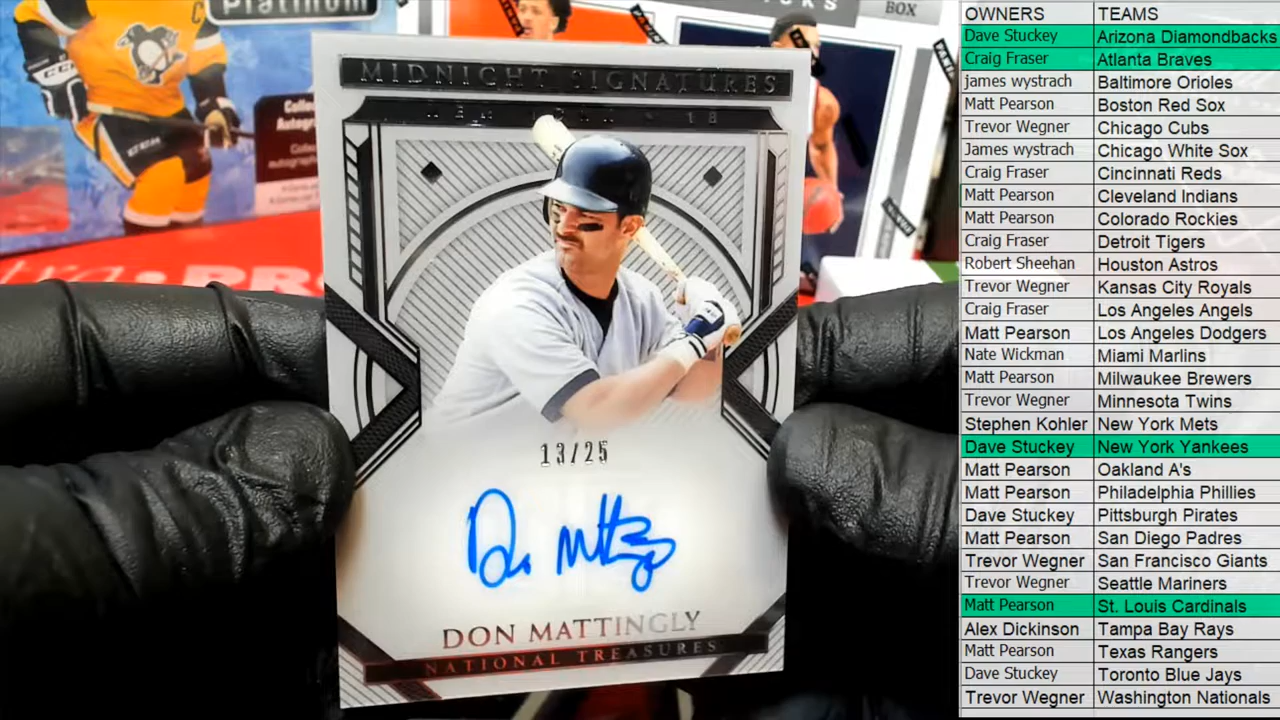 Platinum
BOX
MIDNIGHT SIGNATURES
NEW YORK • 18
13/25
Don Mattingly
DON MATTINGLY
NATIONAL TREASURES
OWNERS TEAMS
Dave Stuckey Arizona Diamondbacks
Craig Fraser Atlanta Braves
james wystrach Baltimore Orioles
Matt Pearson Boston Red Sox
Trevor Wegner Chicago Cubs
James wystrach Chicago White Sox
Craig Fraser Cincinnati Reds
Matt Pearson Cleveland Indians
Matt Pearson Colorado Rockies
Craig Fraser Detroit Tigers
Robert Sheehan Houston Astros
Trevor Wegner Kansas City Royals
Craig Fraser Los Angeles Angels
Matt Pearson Los Angeles Dodgers
Nate Wickman Miami Marlins
Matt Pearson Milwaukee Brewers
Trevor Wegner Minnesota Twins
Stephen Kohler New York Mets
Dave Stuckey New York Yankees
Matt Pearson Oakland A's
Matt Pearson Philadelphia Phillies
Dave Stuckey Pittsburgh Pirates
Matt Pearson San Diego Padres
Trevor Wegner San Francisco Giants
Trevor Wegner Seattle Mariners
Matt Pearson St. Louis Cardinals
Alex Dickinson Tampa Bay Rays
Matt Pearson Texas Rangers
Dave Stuckey Toronto Blue Jays
Trevor Wegner Washington Nationals